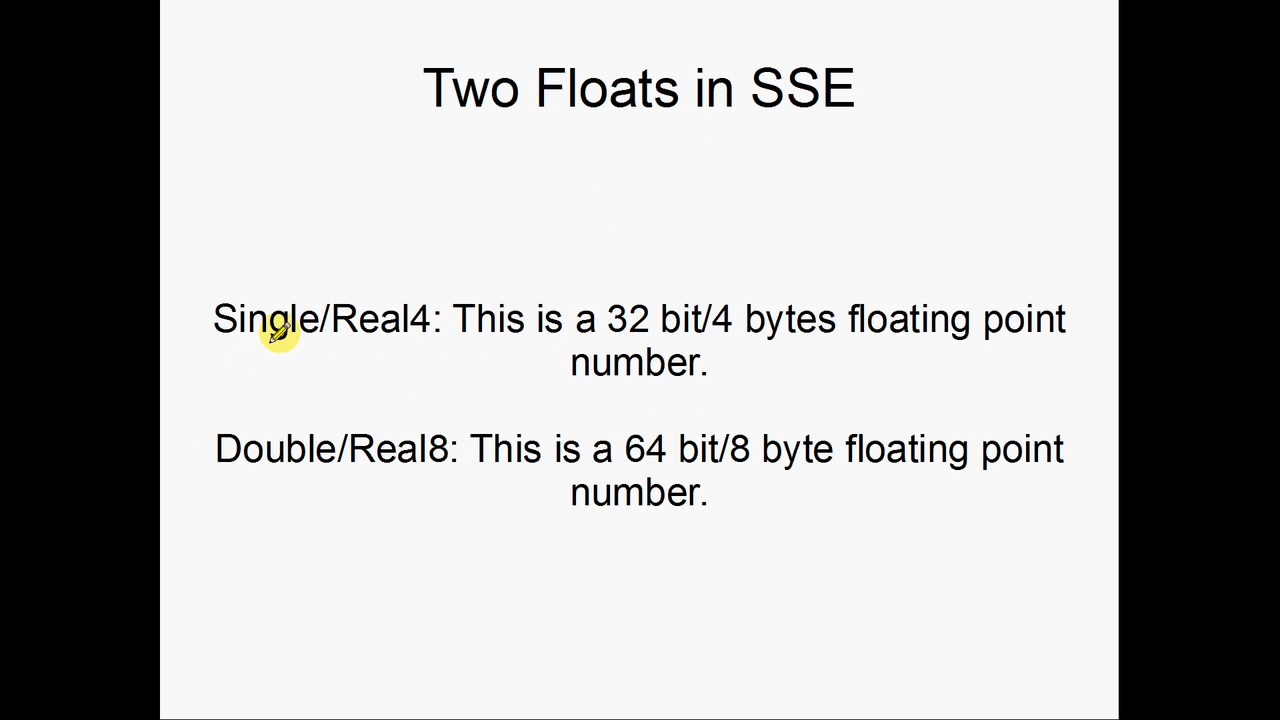 Two Floats in SSE
Single/Real4: This is a 32 bit/4 bytes floating point
number.
Double/Real8: This is a 64 bit/8 byte floating point
number.